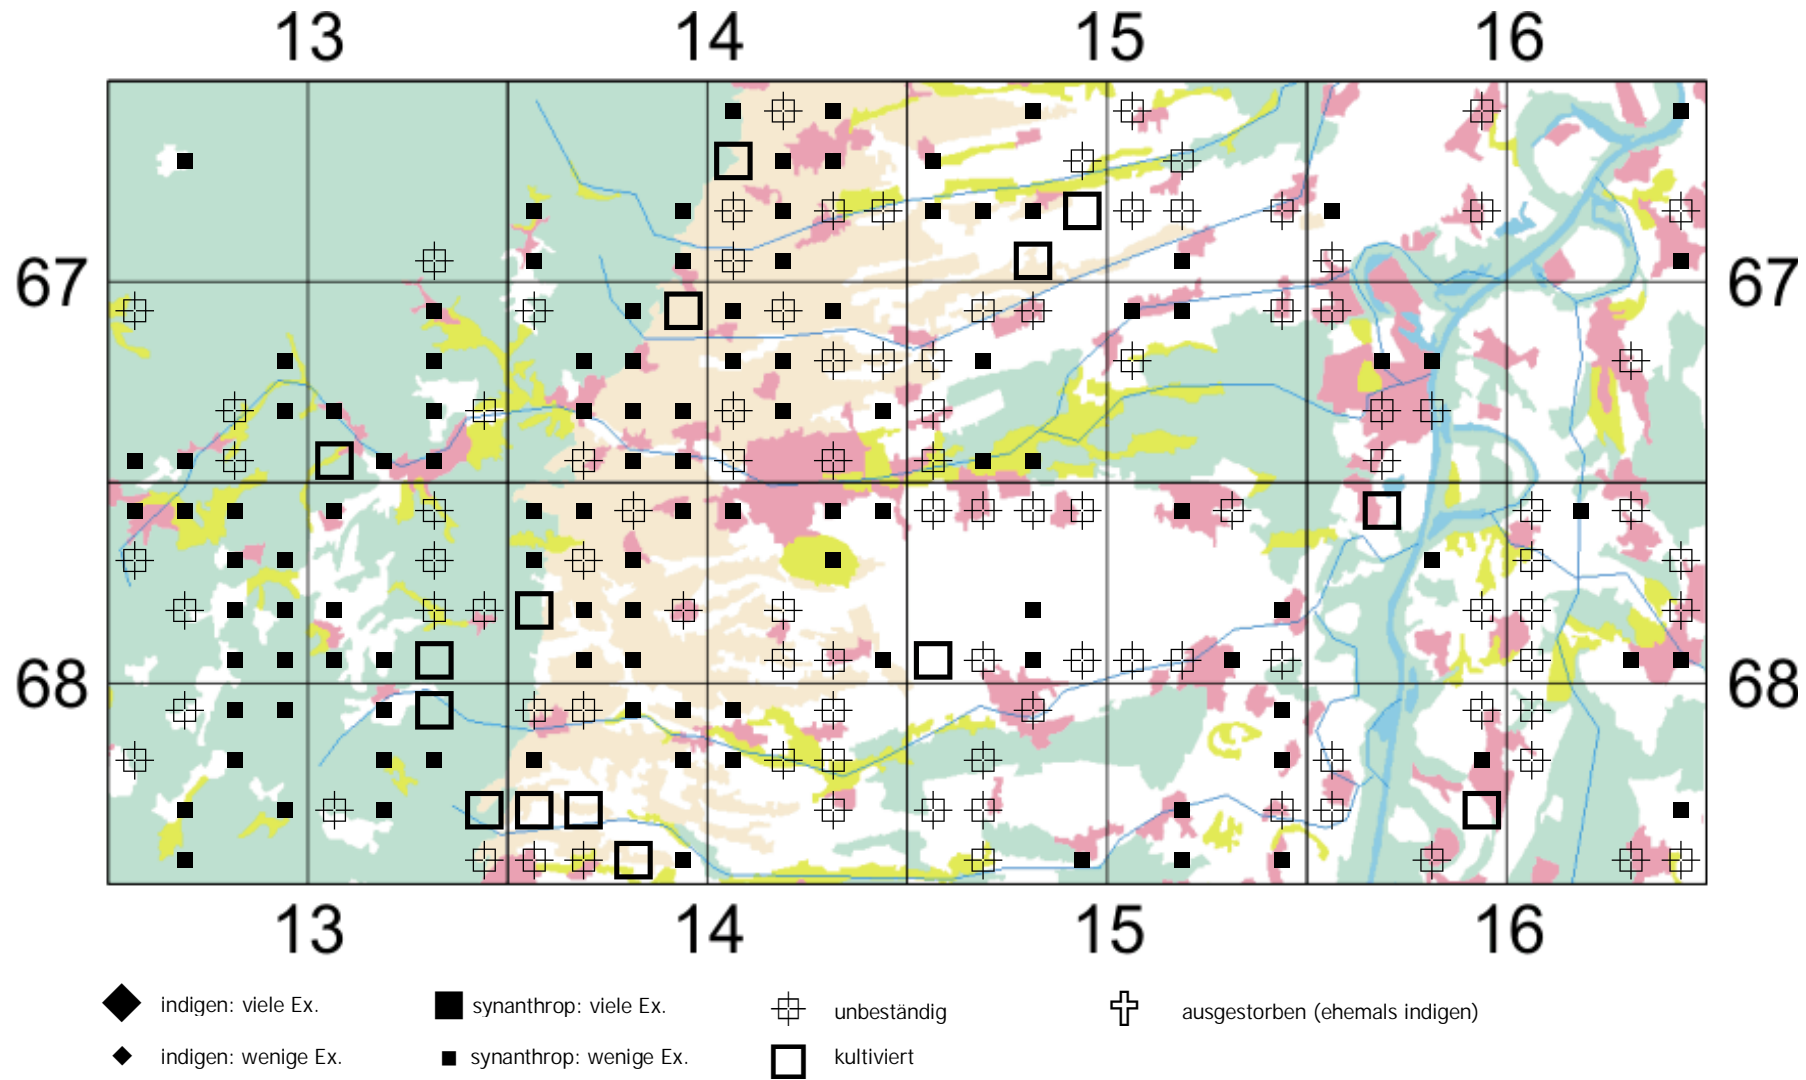 13 14 15 16
67 67
68 68
13 14 15 16
indigen: viele Ex. synanthrop: viele Ex. unbeständig ausgestorben (ehemals indigen)
indigen: wenige Ex. synanthrop: wenige Ex. kultiviert